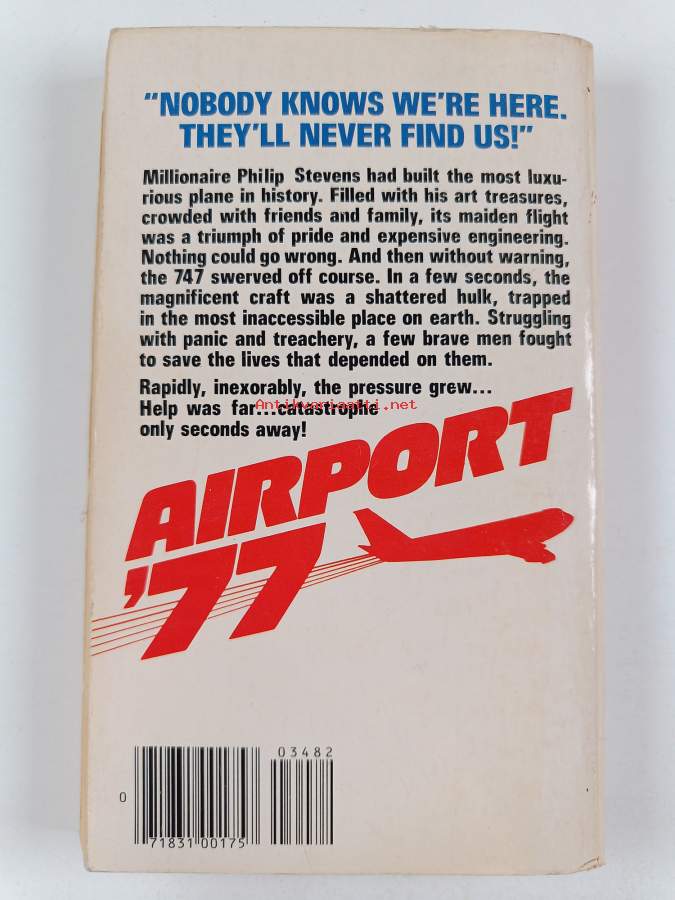 "NOBODY KNOWS WE'RE HERE.
THEY'LL NEVER FIND US!"
Millionaire Philip Stevens had built the most luxu-
rious plane in history. Filled with his art treasures,
crowded with friends and family, its maiden flight
was a triumph of pride and expensive engineering.
Nothing could go wrong. And then without warning,
the 747 swerved off course. In a few seconds, the
magnificent craft was a shattered hulk, trapped
in the most inaccessible place on earth. Struggling
with panic and treachery, a few brave men fought
to save the lives that depended on them.
Rapidly, inexorably, the pressure grew...
Help was far...catastrophe
Antikvariaatti.net
only seconds away!
AIRPORT
'77
03482
0
71831 00175